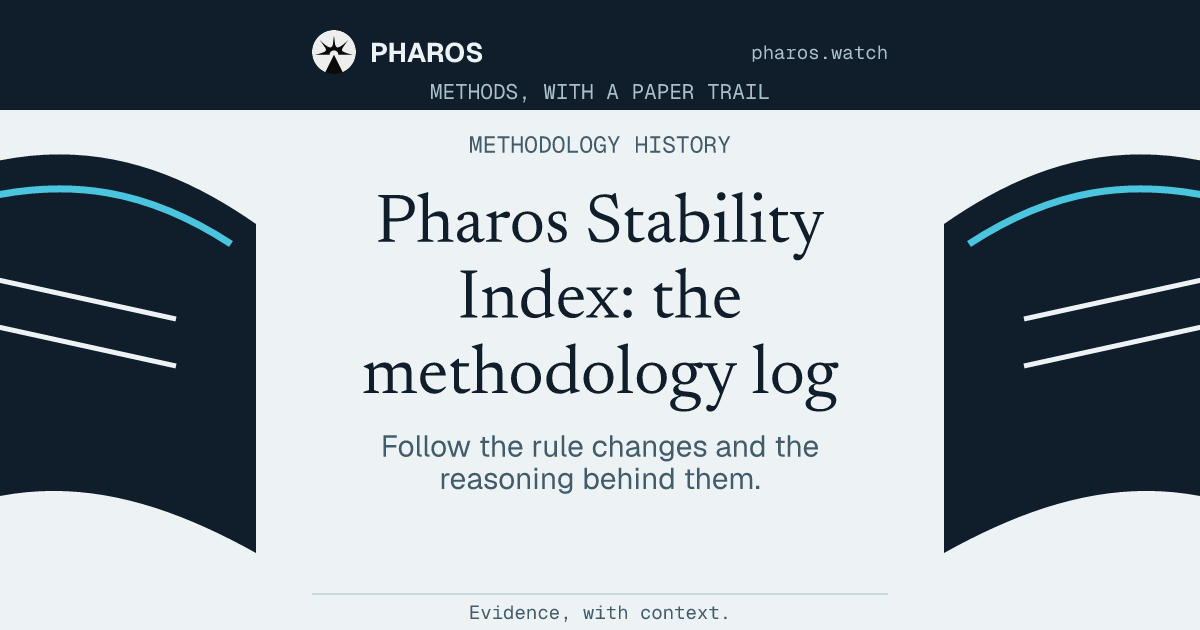 PHAROS
pharos.watch
METHODS, WITH A PAPER TRAIL
METHODOLOGY HISTORY
Pharos Stability
Index: the
methodology log
Follow the rule changes and the
reasoning behind them.
Evidence, with context.